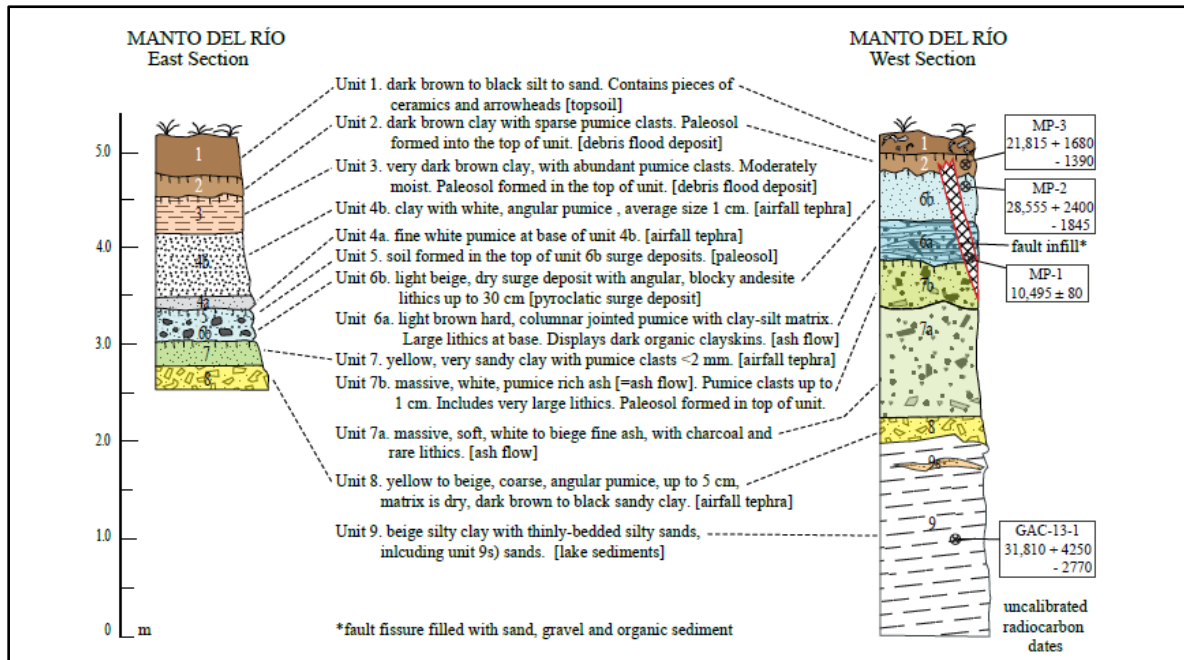 MANTO DEL RÍO
East Section
MANTO DEL RÍO
West Section
Unit 1. dark brown to black silt to sand. Contains pieces of
ceramics and arrowheads [topsoil]
Unit 2. dark brown clay with sparse pumice clasts. Paleosol
formed into the top of unit. [debris flood deposit]
Unit 3. very dark brown clay, with abundant pumice clasts. Moderately
moist. Paleosol formed in the top of unit. [debris flood deposit]
Unit 4b. clay with white, angular pumice , average size 1 cm. [airfall tephra]
Unit 4a. fine white pumice at base of unit 4b. [airfall tephra]
Unit 5. soil formed in the top of unit 6b surge deposits. [paleosol]
Unit 6b. light beige, dry surge deposit with angular, blocky andesite
lithics up to 30 cm [pyroclatic surge deposit]
Unit 6a. light brown hard, columnar jointed pumice with clay-silt matrix.
Large lithics at base. Displays dark organic clayskins. [ash flow]
Unit 7. yellow, very sandy clay with pumice clasts <2 mm. [airfall tephra]
Unit 7b. massive, white, pumice rich ash [=ash flow]. Pumice clasts up to
1 cm. Includes very large lithics. Paleosol formed in top of unit.
Unit 7a. massive, soft, white to biege fine ash, with charcoal and
rare lithics. [ash flow]
Unit 8. yellow to beige, coarse, angular pumice, up to 5 cm,
matrix is dry, dark brown to black sandy clay. [airfall tephra]
Unit 9. beige silty clay with thinly-bedded silty sands,
inlcuding unit 9s) sands. [lake sediments]
*fault fissure filled with sand, gravel and organic sediment
5.0
4.0
3.0
2.0
1.0
0 m
1
2
3
4b
4a
5
6b
7
8
1
2
6b
6a
7b
7a
8
9s
9
MP-3
21,815 + 1680
- 1390
MP-2
28,555 + 2400
- 1845
fault infill*
MP-1
10,495 ± 80
GAC-13-1
31,810 + 4250
- 2770
uncalibrated
radiocarbon
dates